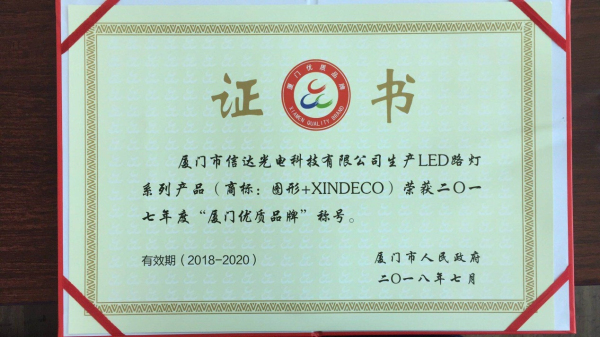 证 书
厦门优质品牌
XIAMEN QUALITY BRAND
厦门市信达光电科技有限公司生产LED路灯
系列产品（商标：图形+XINDECO）荣获二〇一
七年度“厦门优质品牌”称号。
有效期（2018-2020）
厦门市人民政府
二〇一八年七月